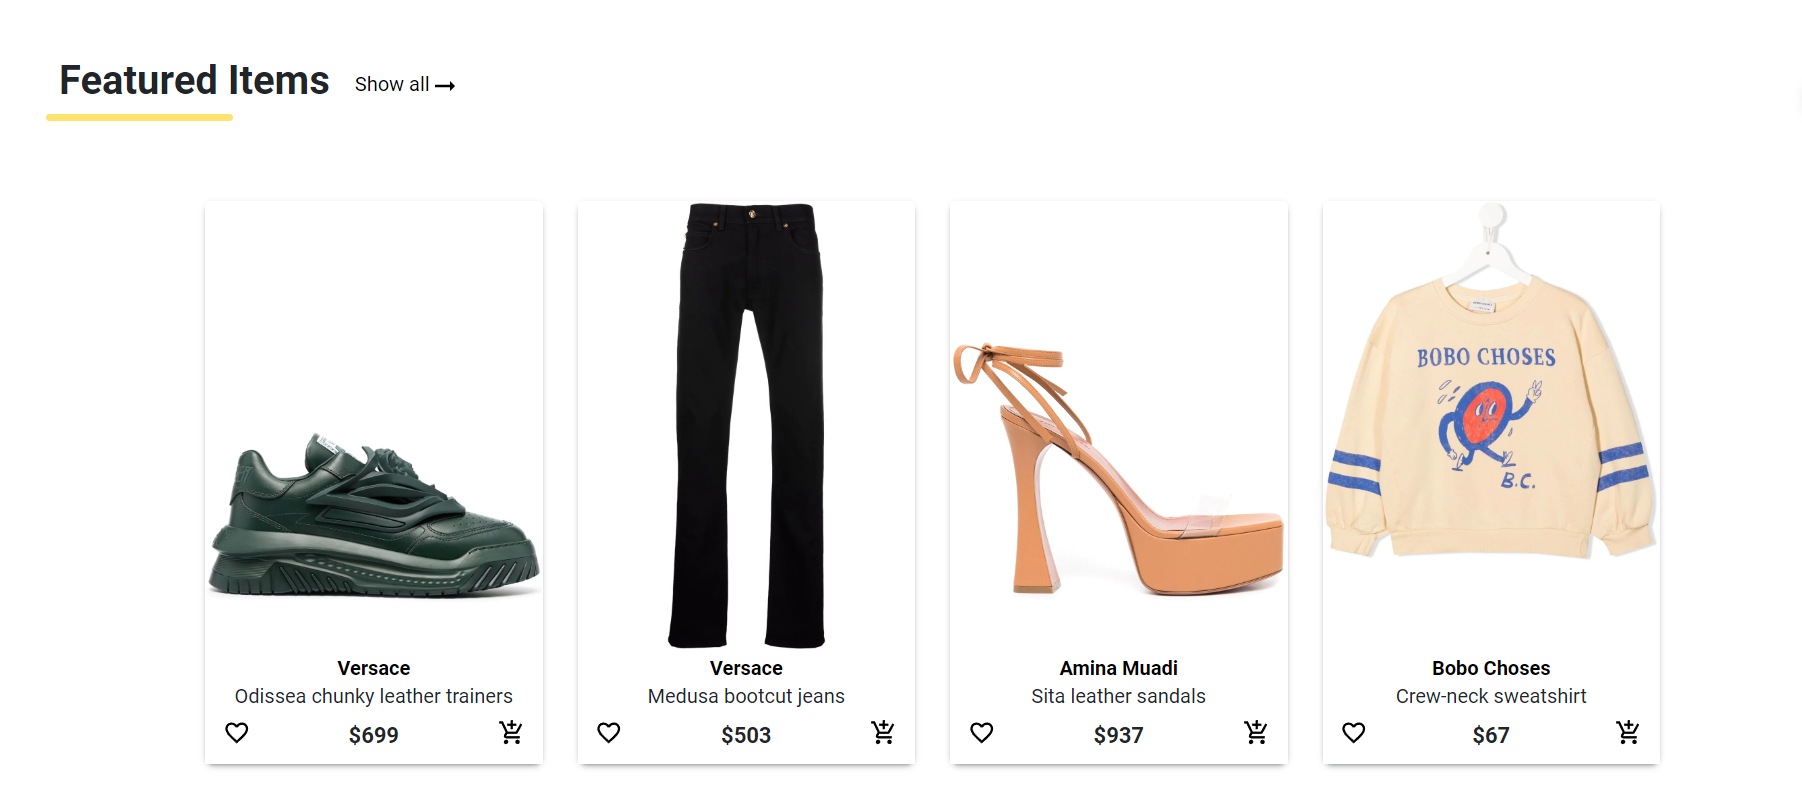 Featured Items
Show all
BOBO CHOSES
B.C.
Versace
Odissea chunky leather trainers
$699
Versace
Medusa bootcut jeans
$503
Amina Muadi
Sita leather sandals
$937
Bobo Choses
Crew-neck sweatshirt
$67